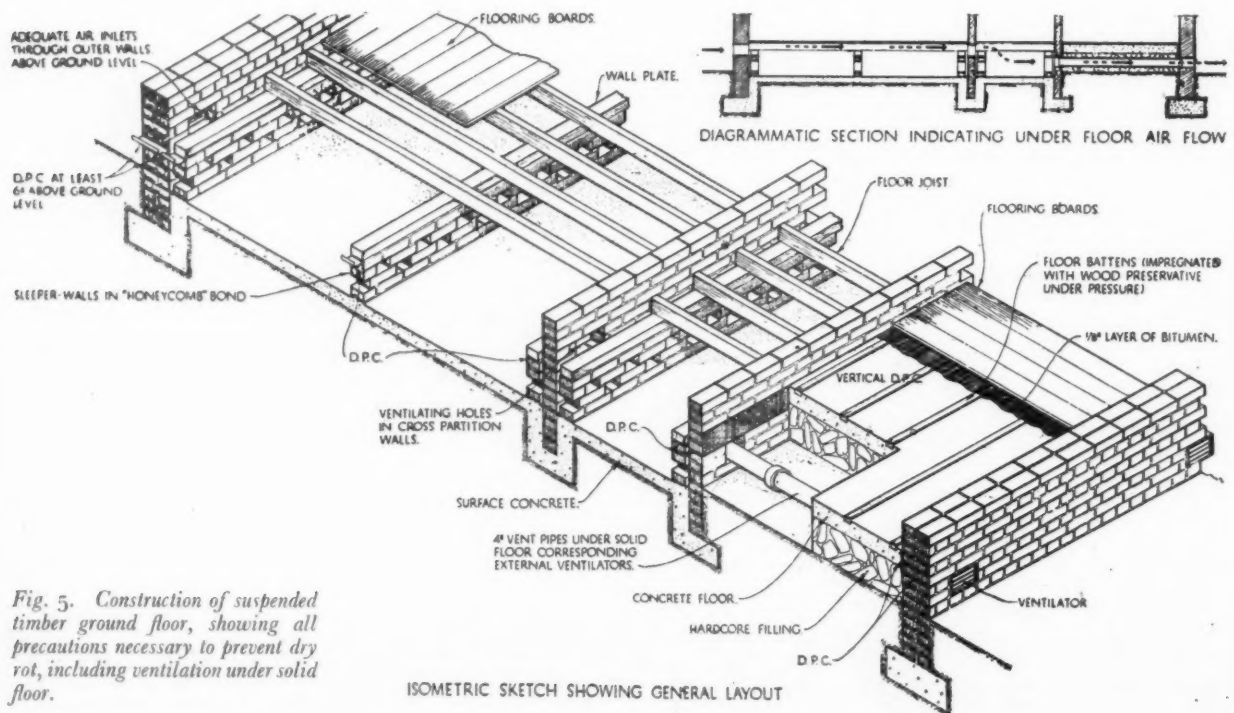 FLOORING BOARDS.
ADEQUATE AIR INLETS
THROUGH OUTER WALLS
ABOVE GROUND LEVEL
WALL PLATE.
DIAGRAMMATIC SECTION INDICATING UNDER FLOOR AIR FLOW
D.P.C. AT LEAST
6" ABOVE GROUND
LEVEL
FLOOR JOIST.
FLOORING BOARDS.
FLOOR BATTENS (IMPREGNATED
WITH WOOD PRESERVATIVE
UNDER PRESSURE)
SLEEPER-WALLS IN "HONEYCOMB" BOND
1/8" LAYER OF BITUMEN.
D.P.C.
VERTICAL D.P.C.
VENTILATING HOLES
IN CROSS PARTITION
WALLS.
D.P.C.
SURFACE CONCRETE.
4" VENT PIPES UNDER SOLID
FLOOR CORRESPONDING
EXTERNAL VENTILATORS.
CONCRETE FLOOR.
VENTILATOR
HARDCORE FILLING
D.P.C.
Fig. 5. Construction of suspended
timber ground floor, showing all
precautions necessary to prevent dry
rot, including ventilation under solid
floor.
ISOMETRIC SKETCH SHOWING GENERAL LAYOUT